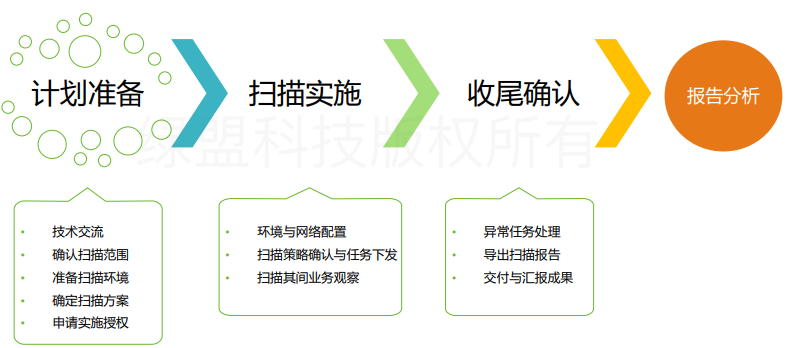 计划准备
扫描实施
收尾确认
报告分析
绿盟科技版权所有
技术交流
确认扫描范围
准备扫描环境
确定扫描方案
申请实施授权
环境与网络配置
扫描策略确认与任务下发
扫描其间业务观察
异常任务处理
导出扫描报告
交付与汇报成果